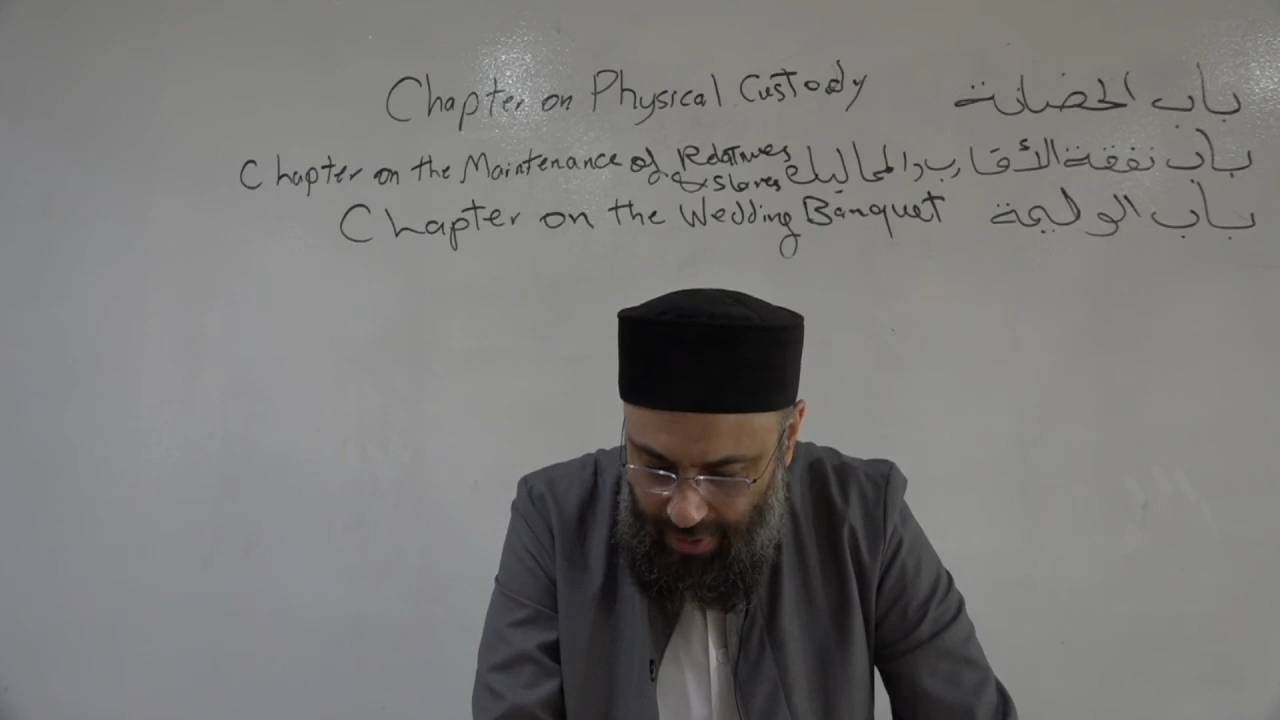 Chapter on Physical Custody باب الحضانة
Chapter on the Maintenance of Relatives & Slaves باب نفقة الأقارب والمماليك
Chapter on the Wedding Banquet باب الوليمة